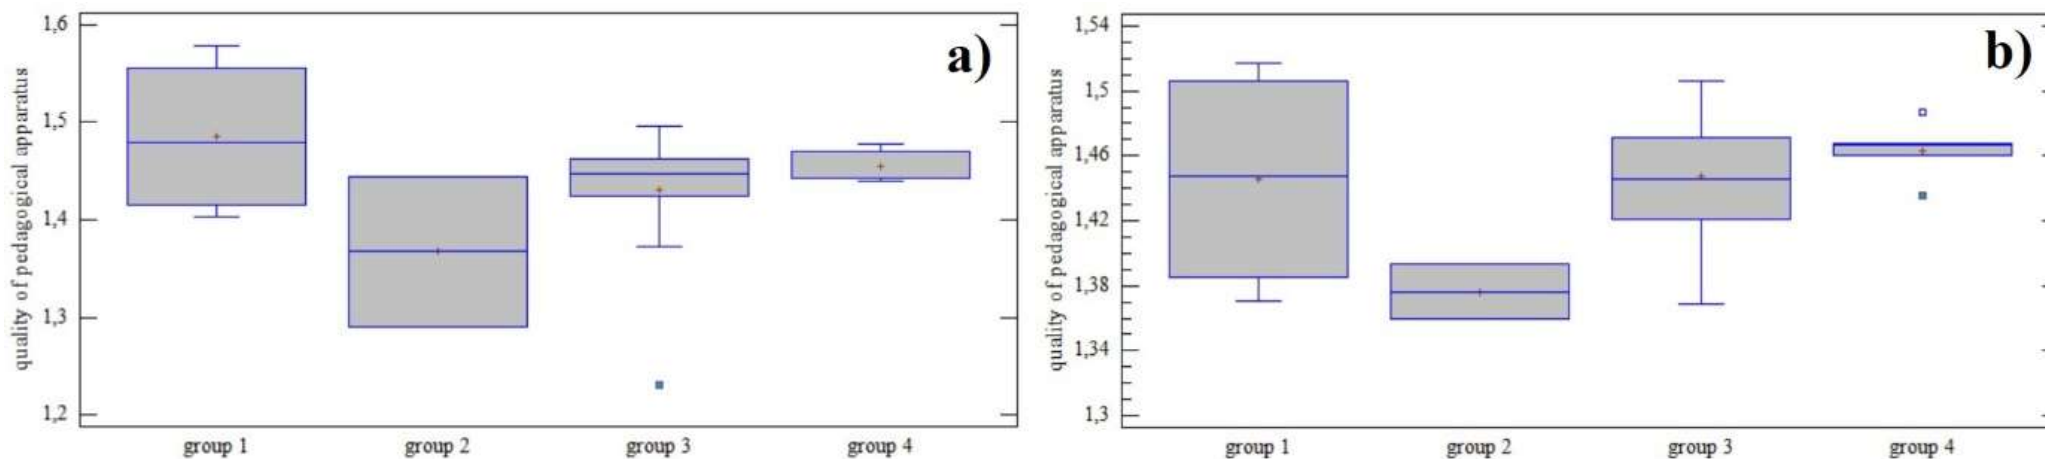 a)
quality of pedagogical apparatus
1,6
1,5
1,4
1,3
1,2
group 1 group 2 group 3 group 4
b)
quality of pedagogical apparatus
1,54
1,5
1,46
1,42
1,38
1,34
1,3
group 1 group 2 group 3 group 4